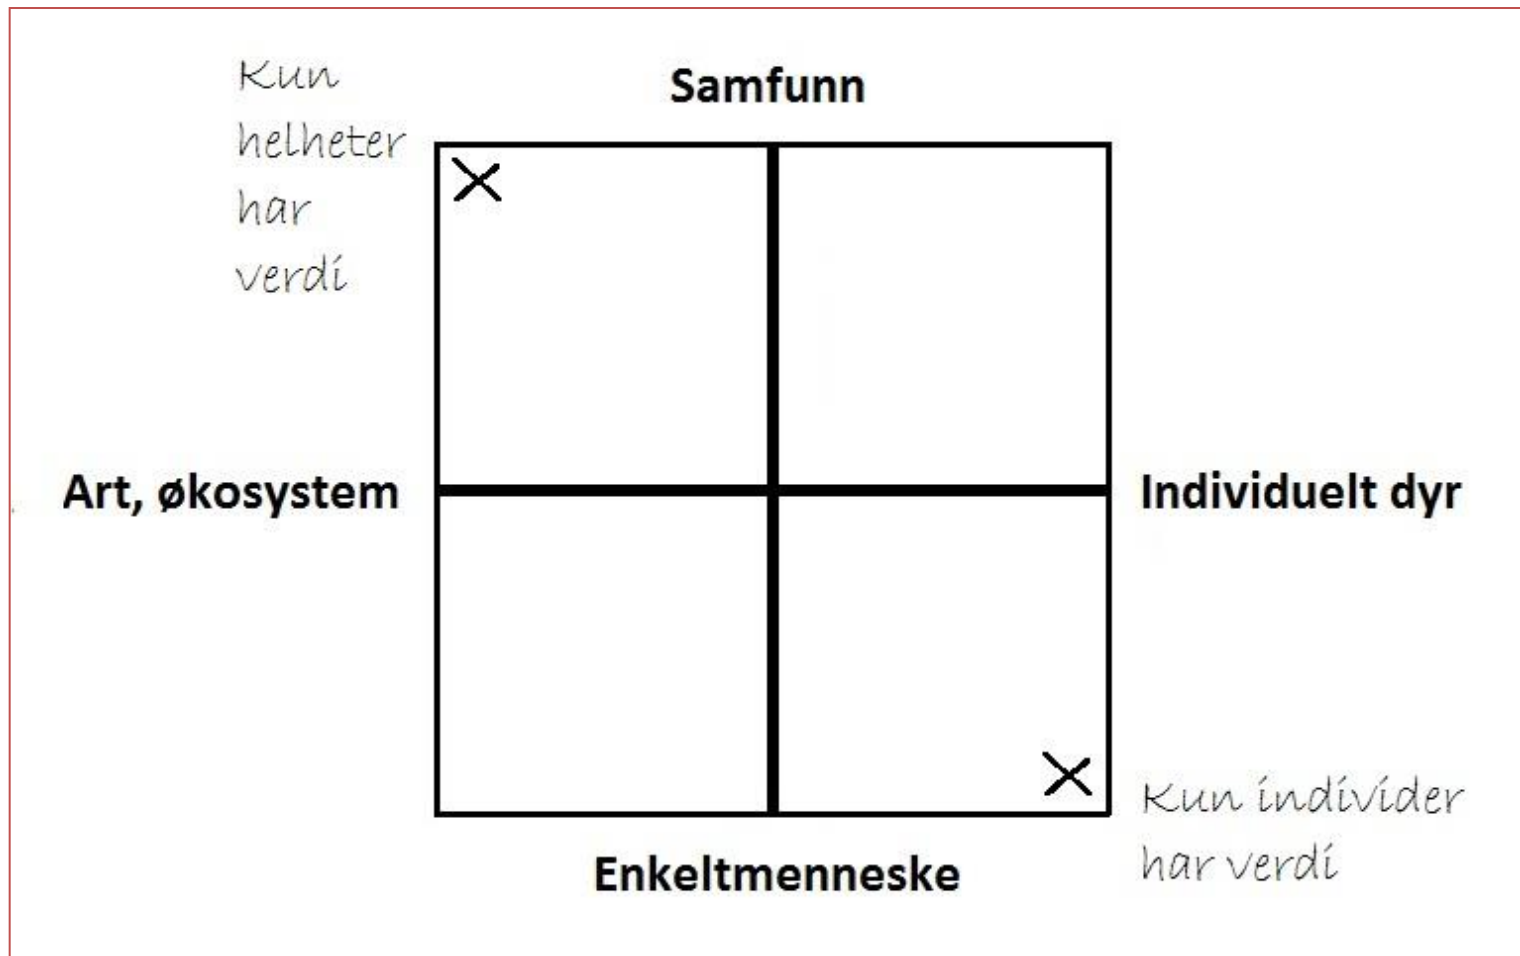 Kun
helheter
har
verdi
Samfunn
Art, økosystem
Individuelt dyr
Enkeltmenneske
Kun individer
har verdi